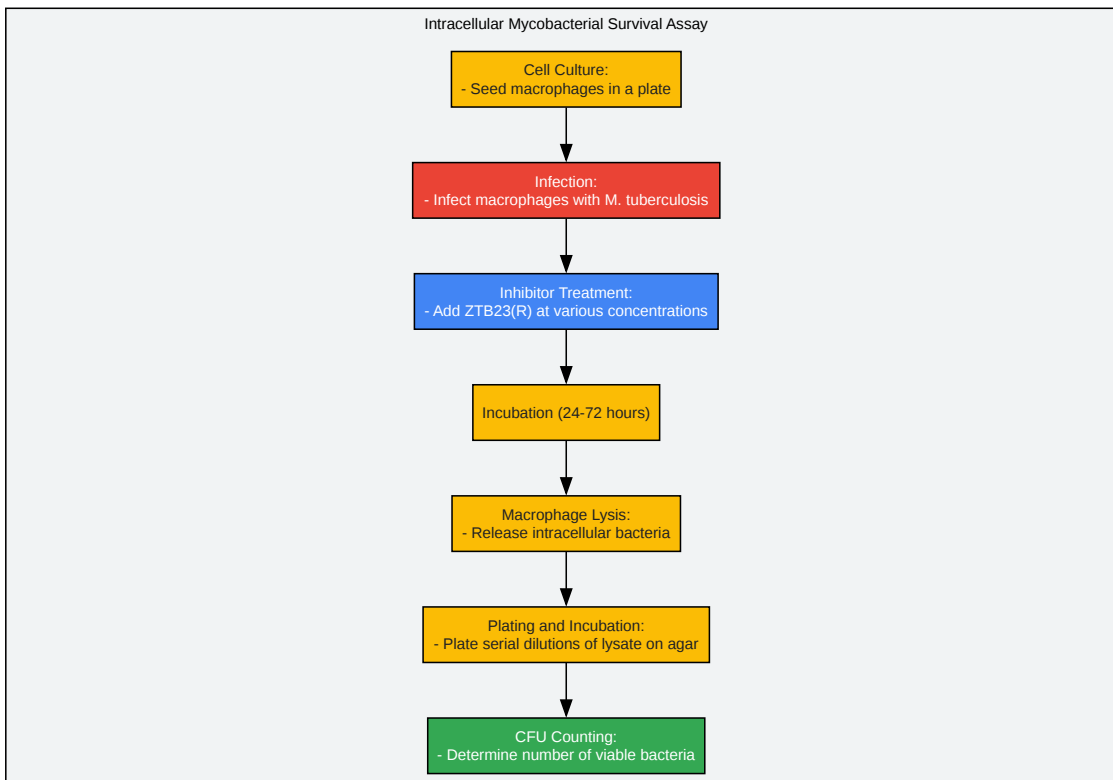 Intracellular Mycobacterial Survival Assay
Cell Culture:
- Seed macrophages in a plate
Infection:
- Infect macrophages with M. tuberculosis
Inhibitor Treatment:
- Add ZTB23(R) at various concentrations
Incubation (24-72 hours)
Macrophage Lysis:
- Release intracellular bacteria
Plating and Incubation:
- Plate serial dilutions of lysate on agar
CFU Counting:
- Determine number of viable bacteria